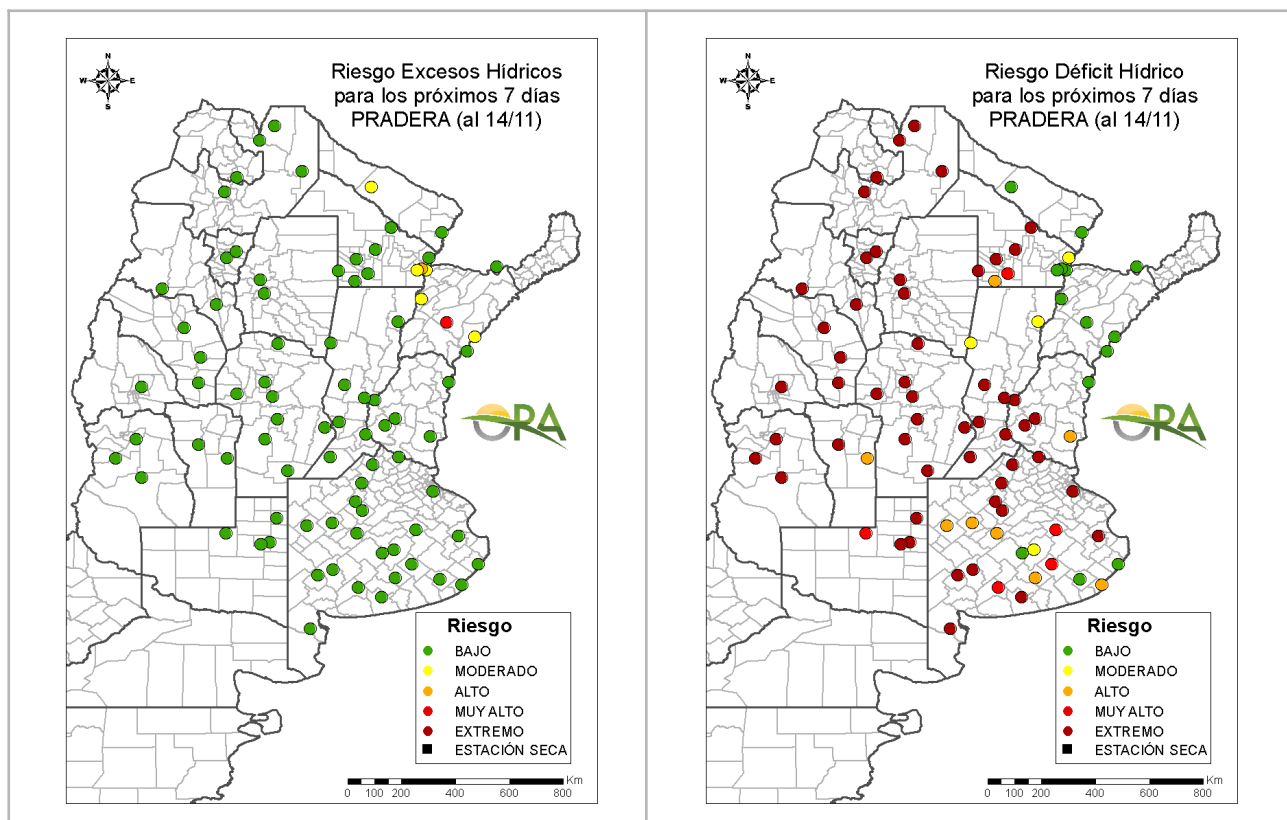 N
W
E
S
Riesgo Excesos Hídricos
para los próximos 7 días
PRADERA (al 14/11)
ORA
Riesgo
BAJO
MODERADO
ALTO
MUY ALTO
EXTREMO
ESTACIÓN SECA
Km
0 100 200 400 600 800
N
W
E
S
Riesgo Déficit Hídrico
para los próximos 7 días
PRADERA (al 14/11)
ORA
Riesgo
BAJO
MODERADO
ALTO
MUY ALTO
EXTREMO
ESTACIÓN SECA
Km
0 100 200 400 600 800